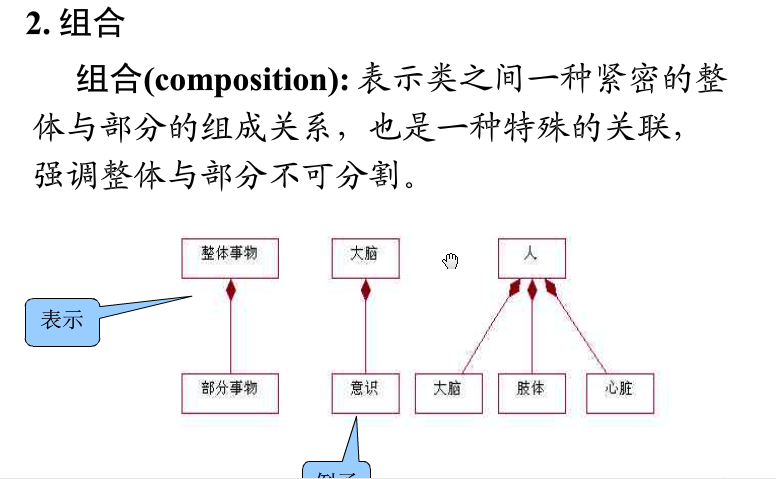 2. 组合
组合(composition): 表示类之间一种紧密的整
体与部分的组成关系，也是一种特殊的关联，
强调整体与部分不可分割。
整体事物 大脑 人
表示
部分事物 意识 大脑 肢体 心脏